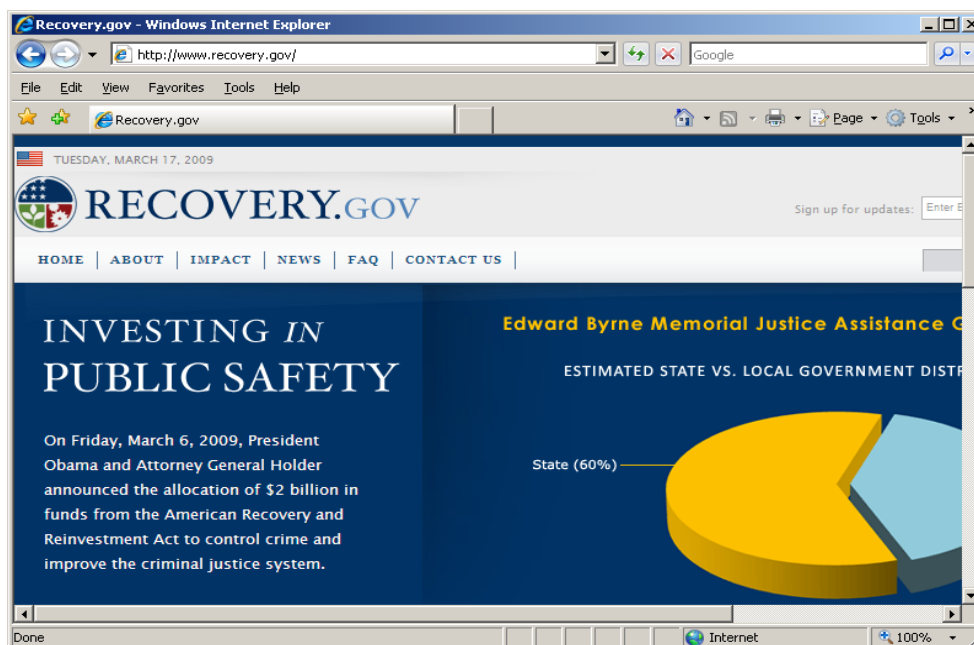 Recovery.gov - Windows Internet Explorer
http://www.recovery.gov/
Google
File Edit View Favorites Tools Help
Recovery.gov
Page Tools
TUESDAY, MARCH 17, 2009
RECOVERY.GOV
Sign up for updates: Enter E
HOME | ABOUT | IMPACT | NEWS | FAQ | CONTACT US |
INVESTING IN
PUBLIC SAFETY
Edward Byrne Memorial Justice Assistance G
ESTIMATED STATE VS. LOCAL GOVERNMENT DISTR
State (60%)
On Friday, March 6, 2009, President
Obama and Attorney General Holder
announced the allocation of $2 billion in
funds from the American Recovery and
Reinvestment Act to control crime and
improve the criminal justice system.
Done
Internet
100%